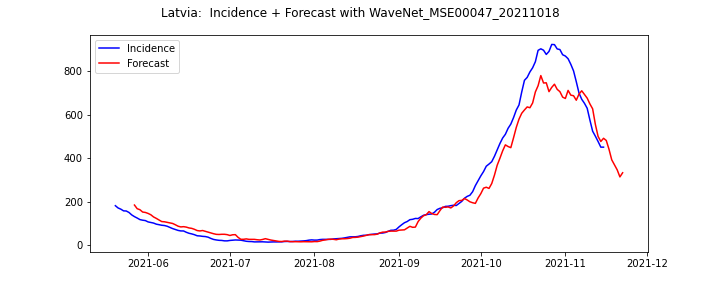 Latvia:  Incidence + Forecast with WaveNet_MSE00047_20211018
Incidence
Forecast
800
600
400
200
0
2021-06 2021-07 2021-08 2021-09 2021-10 2021-11 2021-12